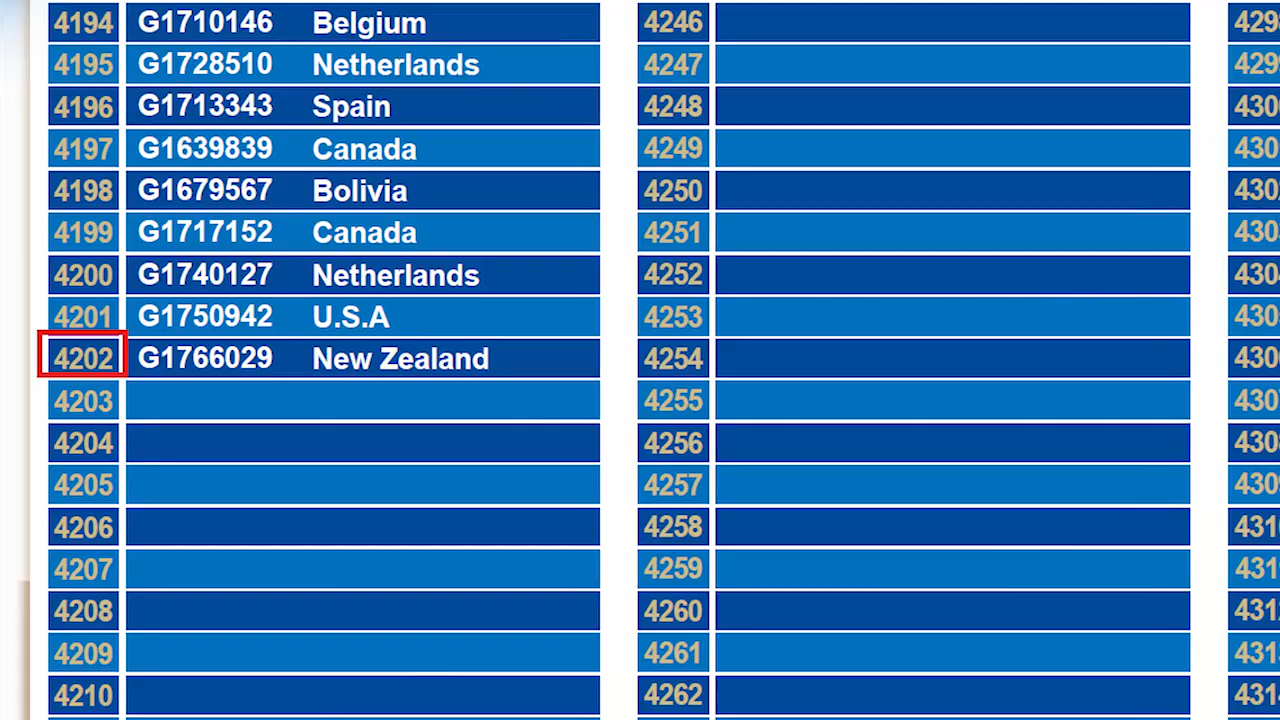 4194 G1710146 Belgium
4195 G1728510 Netherlands
4196 G1713343 Spain
4197 G1639839 Canada
4198 G1679567 Bolivia
4199 G1717152 Canada
4200 G1740127 Netherlands
4201 G1750942 U.S.A
4202 G1766029 New Zealand
4203
4204
4205
4206
4207
4208
4209
4210
4246
4247
4248
4249
4250
4251
4252
4253
4254
4255
4256
4257
4258
4259
4260
4261
4262